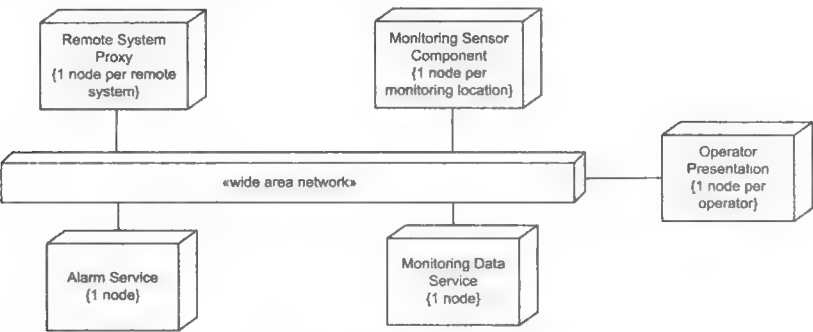 Remote System
Proxy
{1 node per remote
system}
Monitoring Sensor
Component
{1 node per
monitoring location}
Operator
Presentation
{1 node per
operator}
«wide area network»
Alarm Service
{1 node}
Monitoring Data
Service
{1 node}